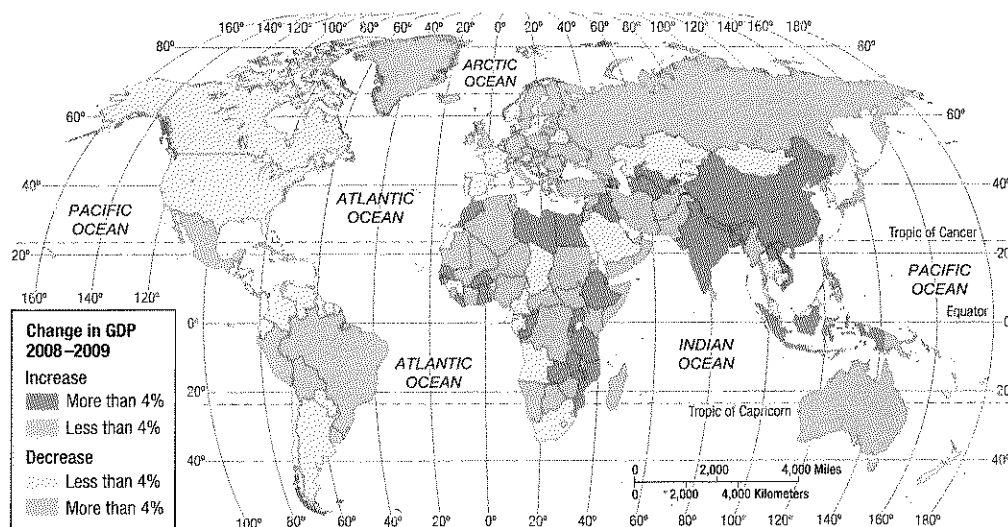 160° 140° 120° 100° 80° 60° 40° 20° 0° 20° 40° 60° 80° 100° 120° 140° 160° 180°
80° 80°
ARCTIC
OCEAN
60° 60°
40° 40°
PACIFIC
OCEAN
ATLANTIC
OCEAN
Tropic of Cancer
20° 20°
PACIFIC
OCEAN
160° 140° 120°
Equator
0° 0°
ATLANTIC
OCEAN
INDIAN
OCEAN
20° 20°
Tropic of Capricorn
40° 40°
Change in GDP
2008–2009
Increase
More than 4%
Less than 4%
Decrease
Less than 4%
More than 4%
0 2,000 4,000 Miles
0 2,000 4,000 Kilometers
100° 80° 60° 40° 20° 0° 20° 40° 60° 80° 100° 120° 140° 160° 180°